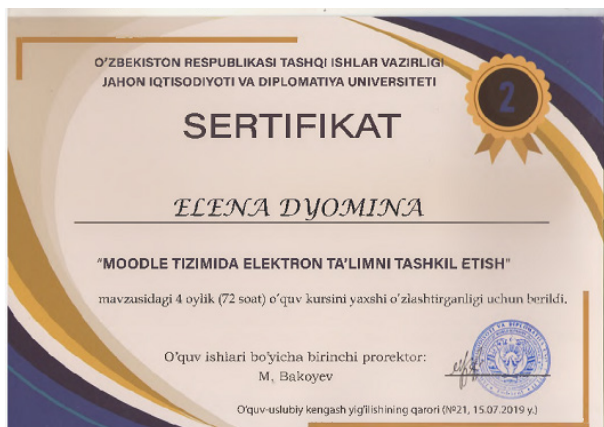 O'ZBEKISTON RESPUBLIKASI TASHQI ISHLAR VAZIRLIGI
JAHON IQTISODIYOTI VA DIPLOMATIYA UNIVERSITETI
2
SERTIFIKAT
ELENA DYOMINA
"MOODLE TIZIMIDA ELEKTRON TA'LIMNI TASHKIL ETISH"
mavzusidagi 4 oylik (72 soat) o'quv kursini yaxshi o'zlashtirganligi uchun berildi.
O'quv ishlari bo'yicha birinchi prorektor:
M, Bakoyev
O'quv-uslubiy kengash yig'ilishining qarori (№21, 15.07.2019 y.)